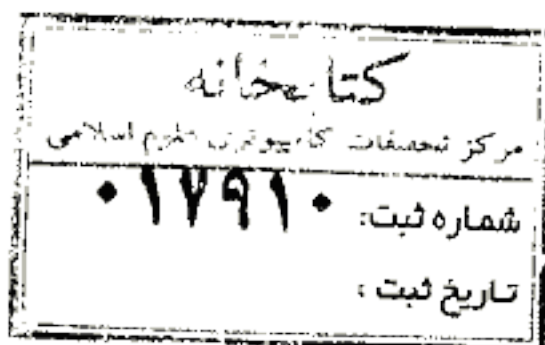 کتابخانه
مرکز تحقیقات کامپیوتری علوم اسلامی
شماره ثبت: ۰۱۷۹۱۰
تاریخ ثبت :